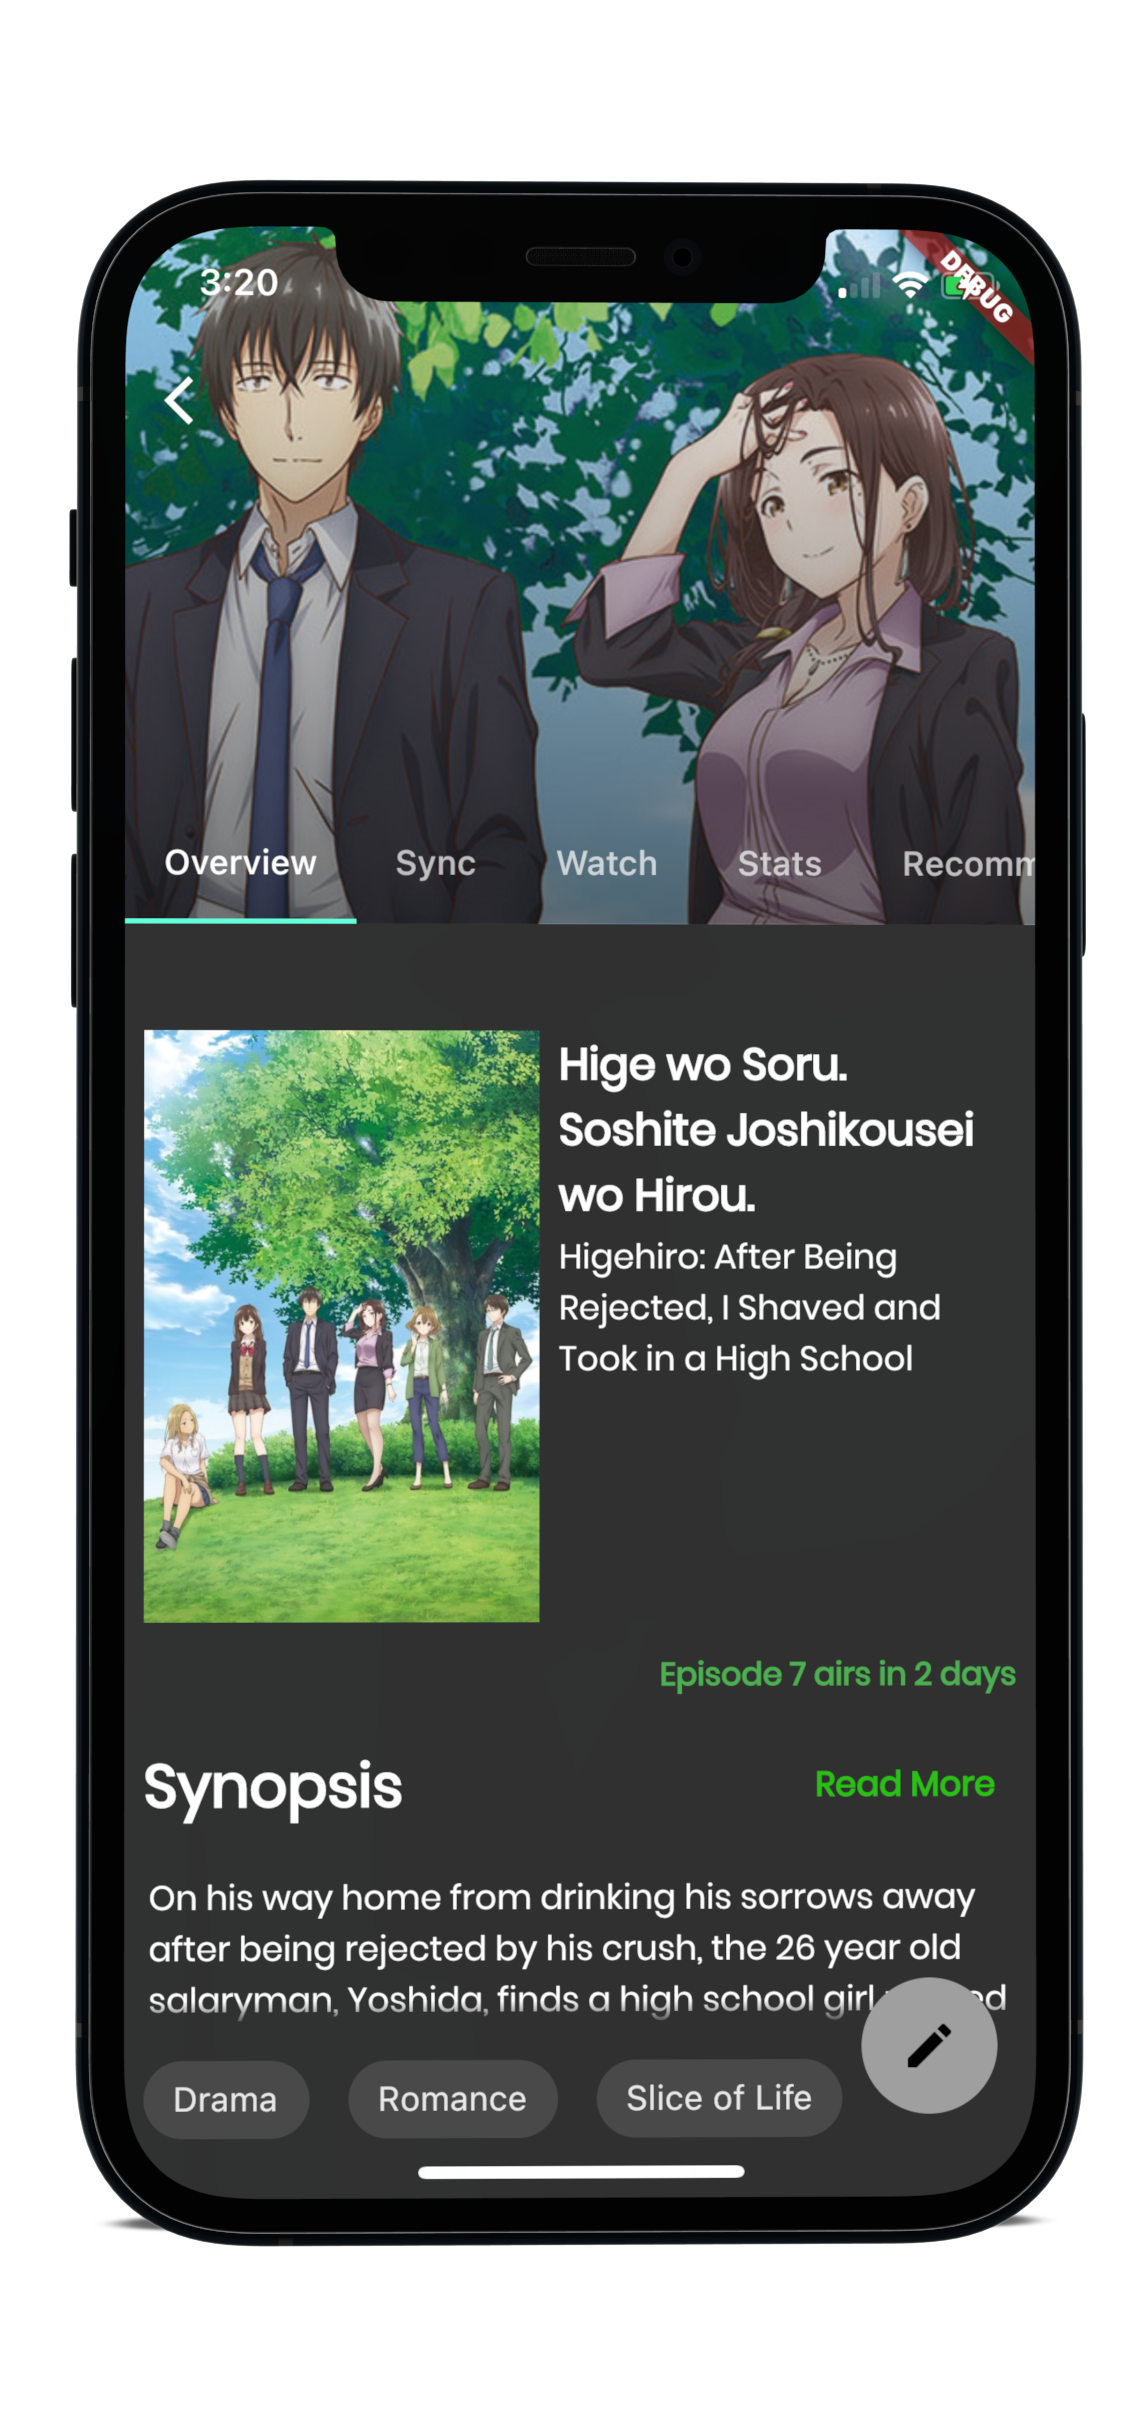 3:20
DEBUG
Overview Sync Watch Stats Recomm
Hige wo Soru.
Soshite Joshikousei
wo Hirou.
Higehiro: After Being
Rejected, I Shaved and
Took in a High School
Episode 7 airs in 2 days
Synopsis
Read More
On his way home from drinking his sorrows away
after being rejected by his crush, the 26 year old
salaryman, Yoshida, finds a high school girl
Drama Romance Slice of Life